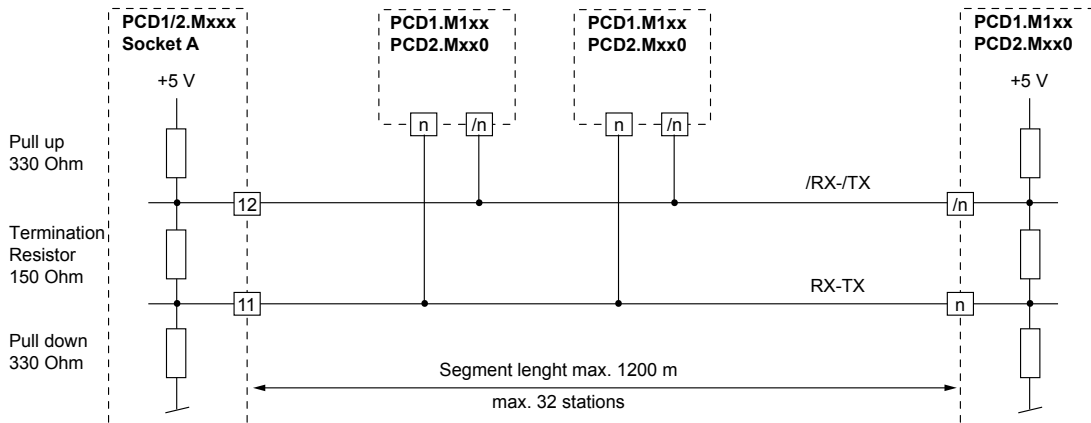 PCD1/2.Mxxx
Socket A
+5 V
Pull up
330 Ohm
Termination
Resistor
150 Ohm
Pull down
330 Ohm
12
11
PCD1.M1xx
PCD2.Mxx0
n
/n
PCD1.M1xx
PCD2.Mxx0
n
/n
/RX-/TX
RX-TX
Segment lenght max. 1200 m
max. 32 stations
PCD1.M1xx
PCD2.Mxx0
+5 V
/n
n